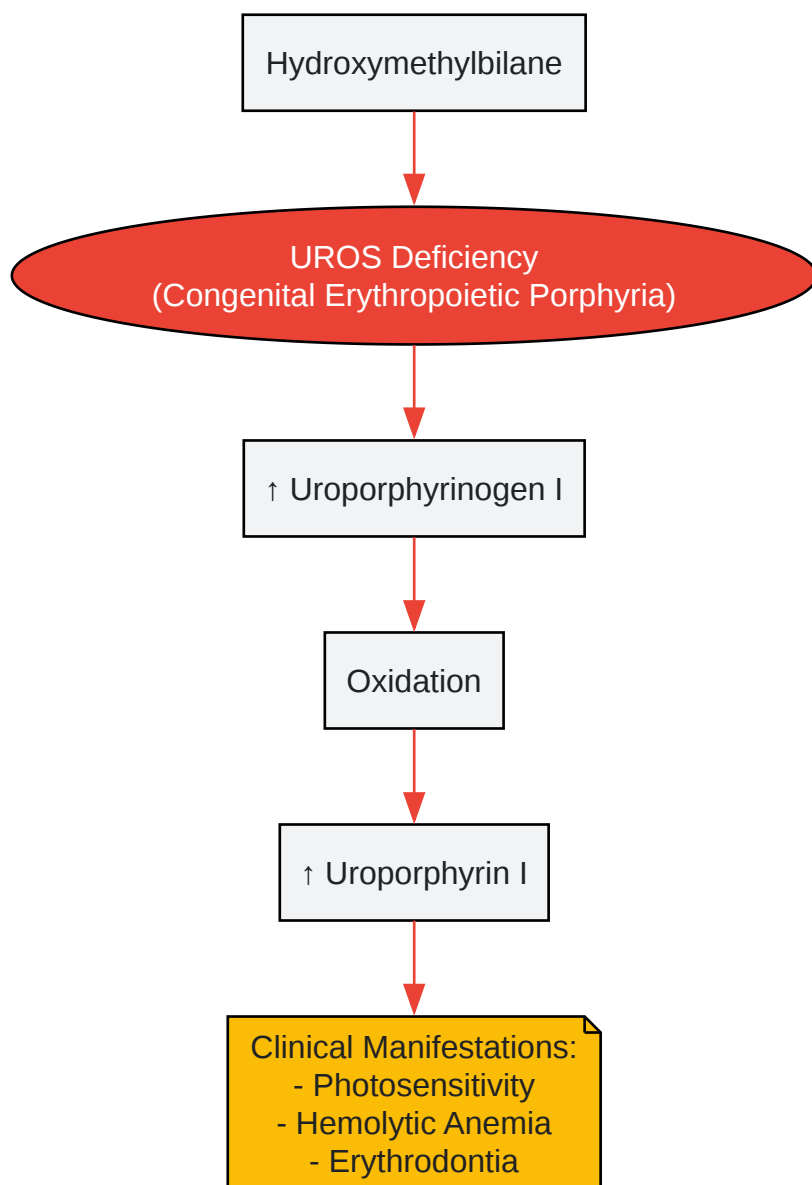 Hydroxymethylbilane
UROS Deficiency
(Congenital Erythropoietic Porphyria)
↑ Uroporphyrinogen I
Oxidation
↑ Uroporphyrin I
Clinical Manifestations:
- Photosensitivity
- Hemolytic Anemia
- Erythrodontia